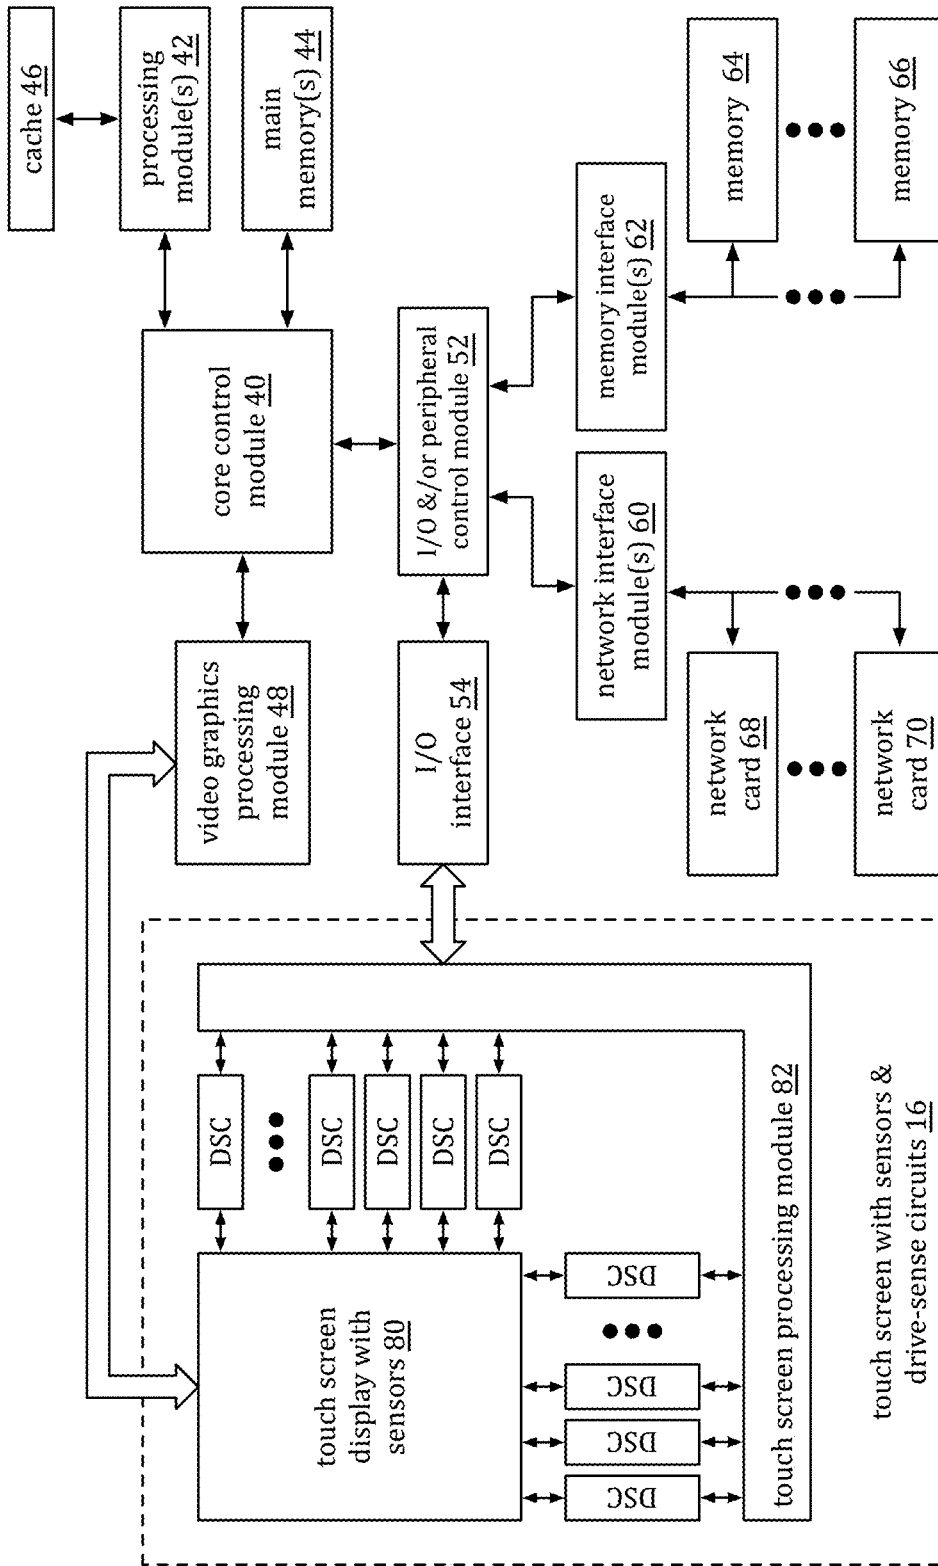 cache 46
processing
module(s) 42
main
memory(s) 44
core control
module 40
video graphics
processing
module 48
I/O &/or peripheral
control module 52
I/O
interface 54
memory interface
module(s) 62
network interface
module(s) 60
memory 64
memory 66
network
card 68
network
card 70
touch screen
display with
sensors 80
DSC
DSC
DSC
DSC
DSC
DSC
DSC
DSC
DSC
touch screen processing module 82
touch screen with sensors &
drive-sense circuits 16